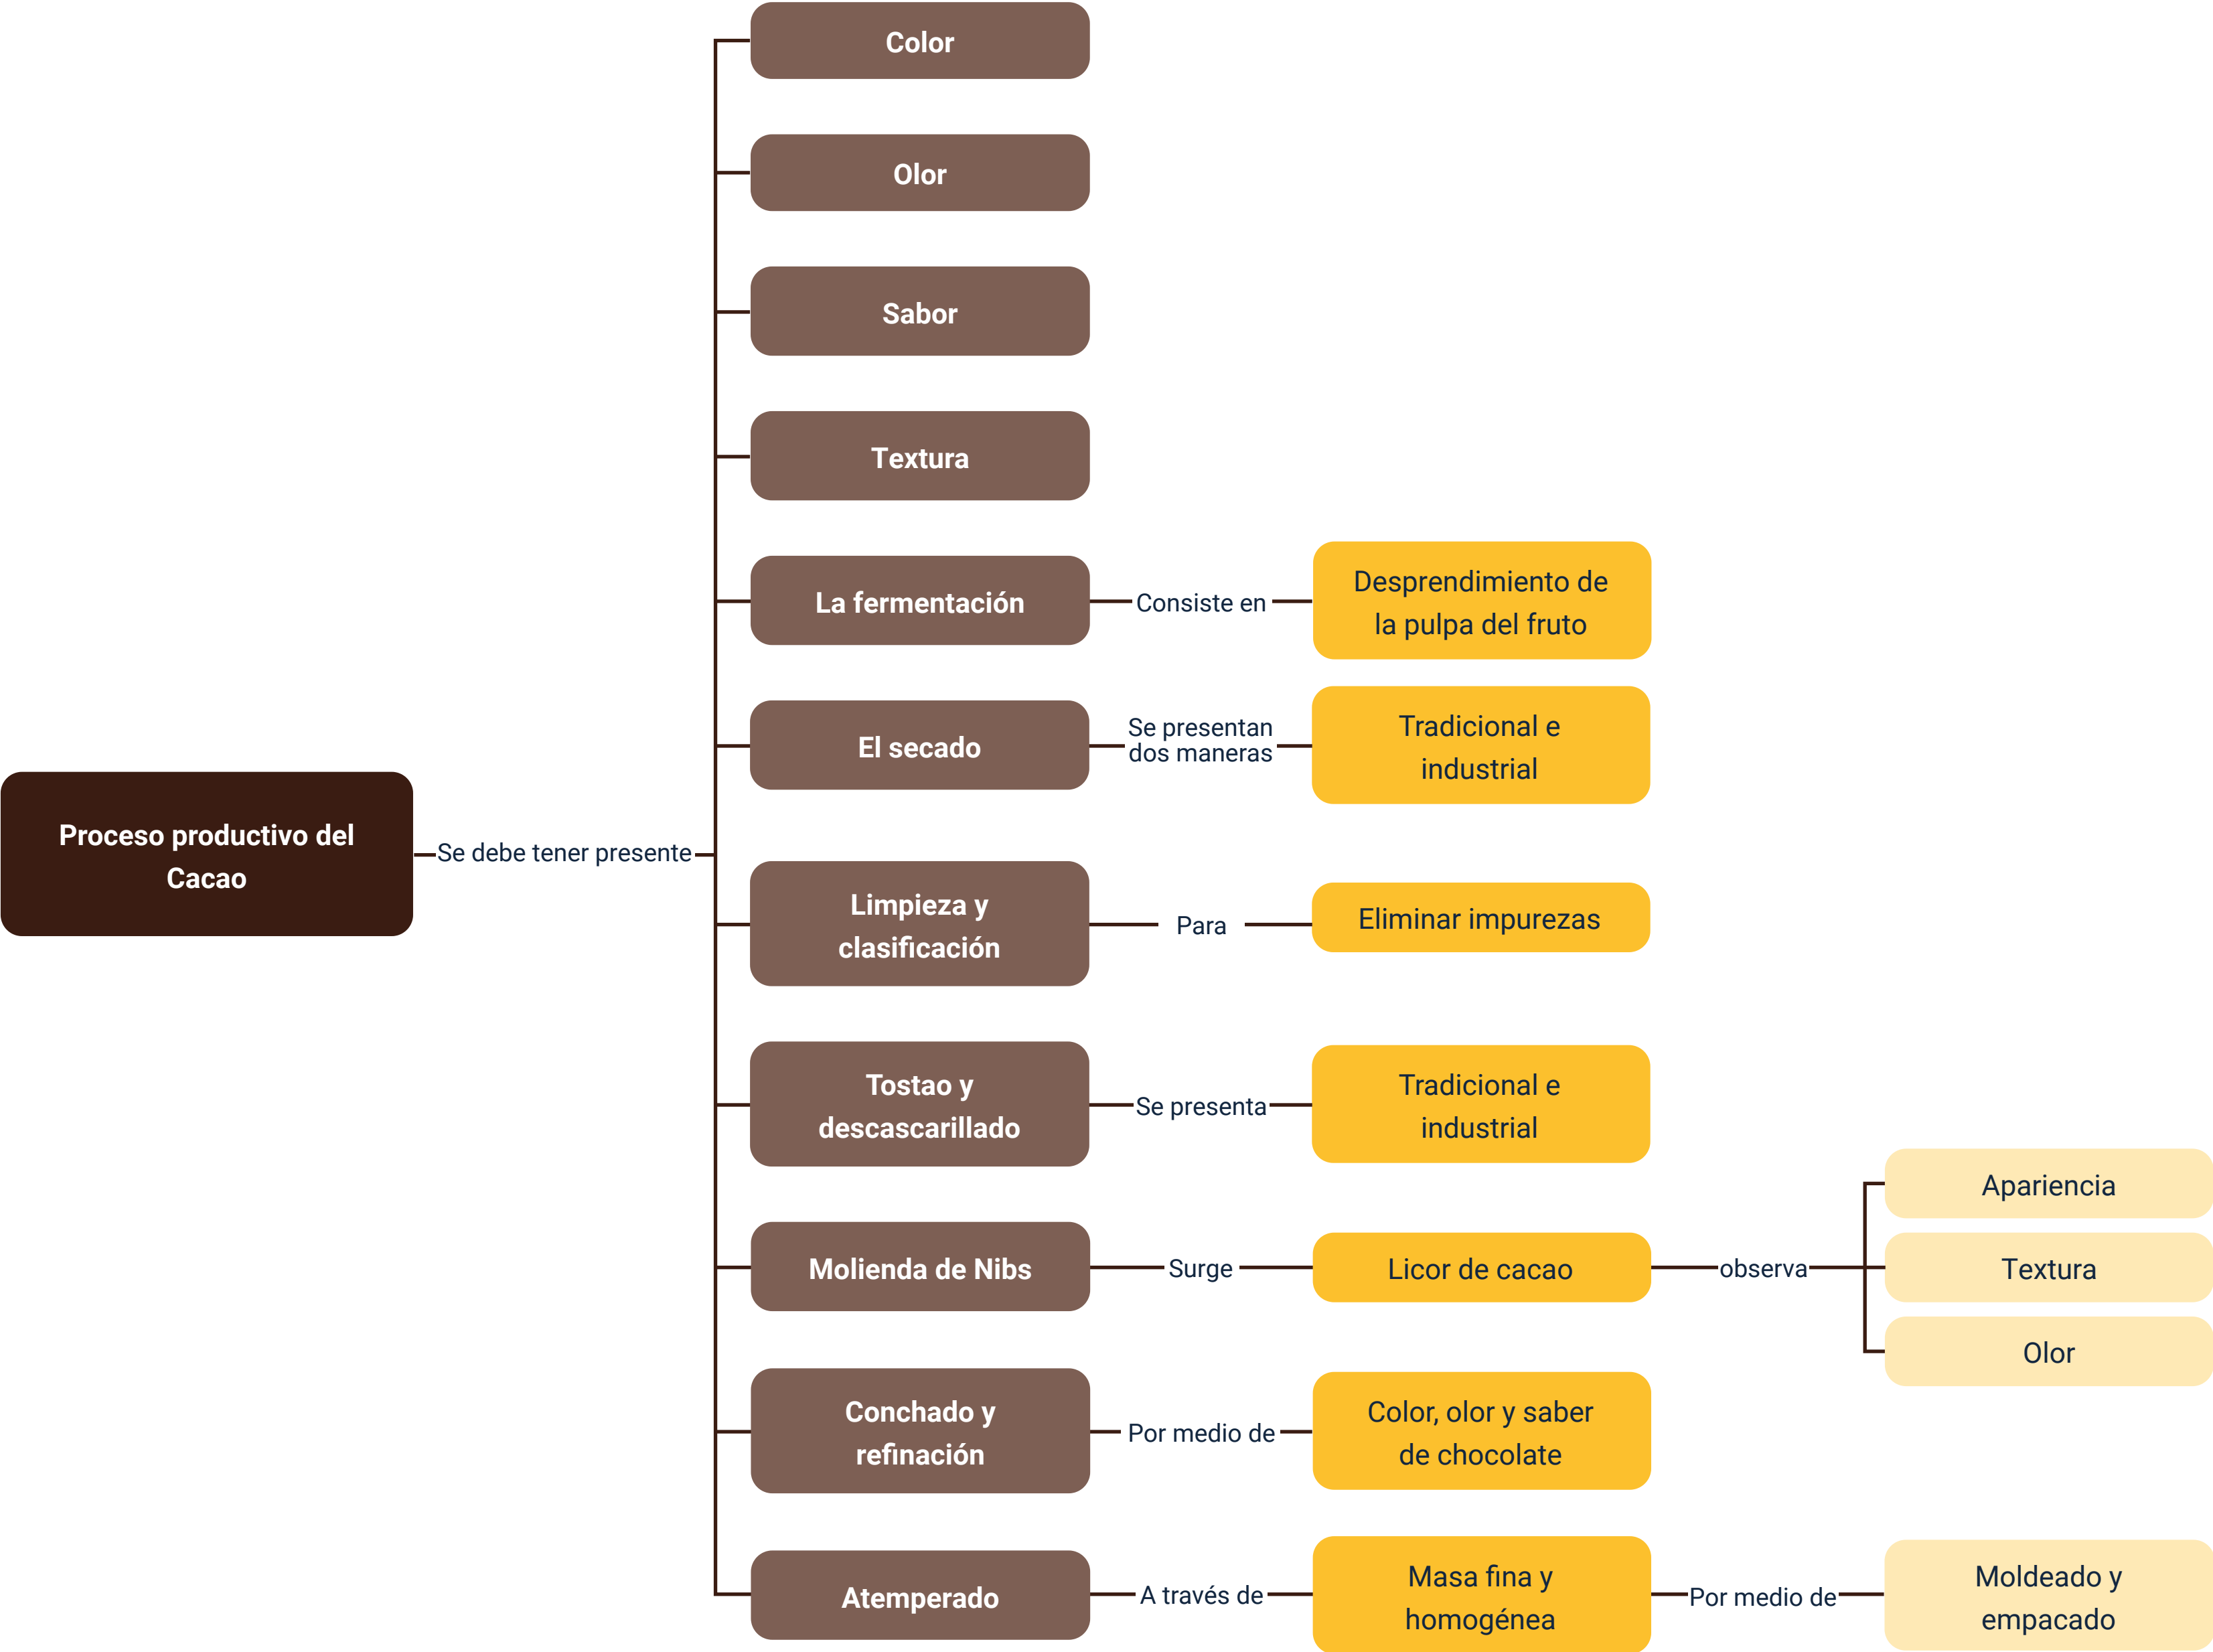 Color
Olor
Sabor
Textura
La fermentación
Consiste en
Desprendimiento de
la pulpa del fruto
El secado
Se presentan
dos maneras
Tradicional e
industrial
Proceso productivo del
Cacao
Se debe tener presente
Limpieza y
clasificación
Para
Eliminar impurezas
Tostao y
descascarillado
Se presenta
Tradicional e
industrial
Molienda de Nibs
Surge
Licor de cacao
observa
Apariencia
Textura
Olor
Conchado y
refinación
Por medio de
Color, olor y saber
de chocolate
Atemperado
A través de
Masa fina y
homogénea
Por medio de
Moldeado y
empacado